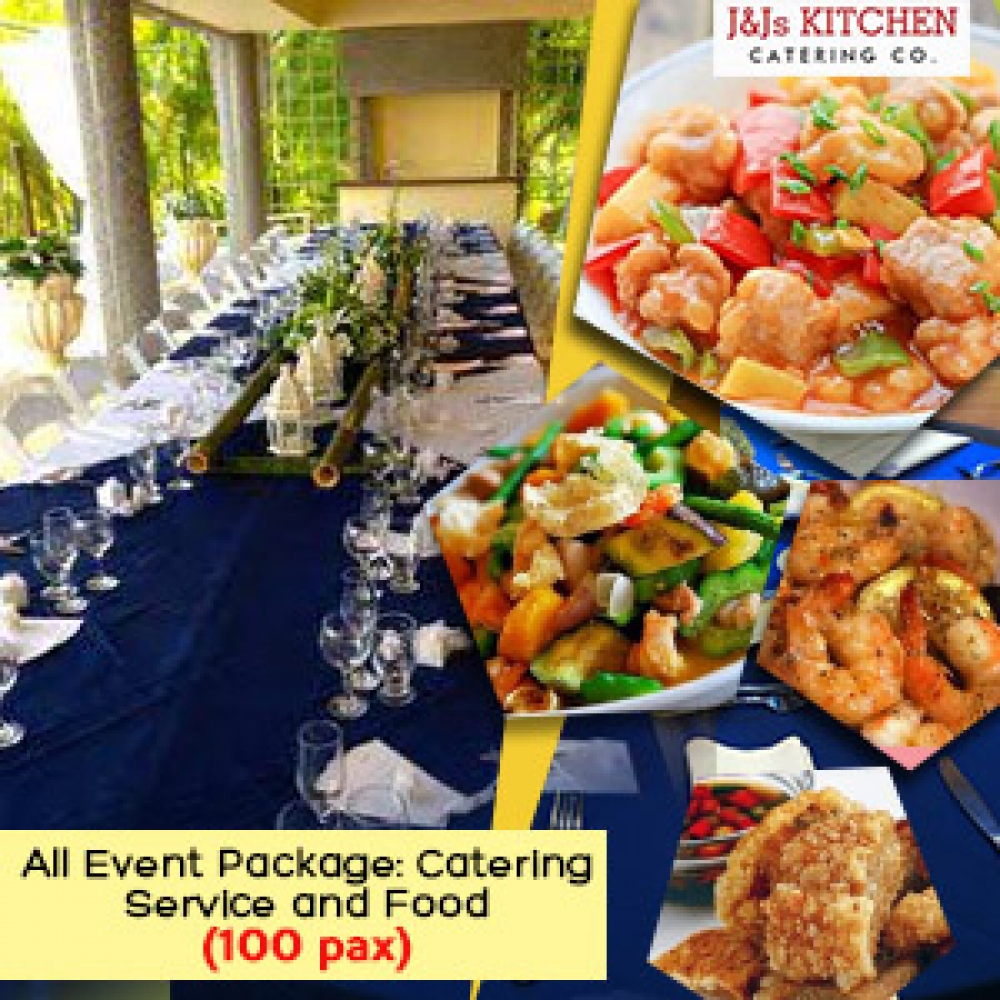 J&Js KITCHEN
CATERING CO.
All Event Package: Catering
Service and Food
(100 pax)